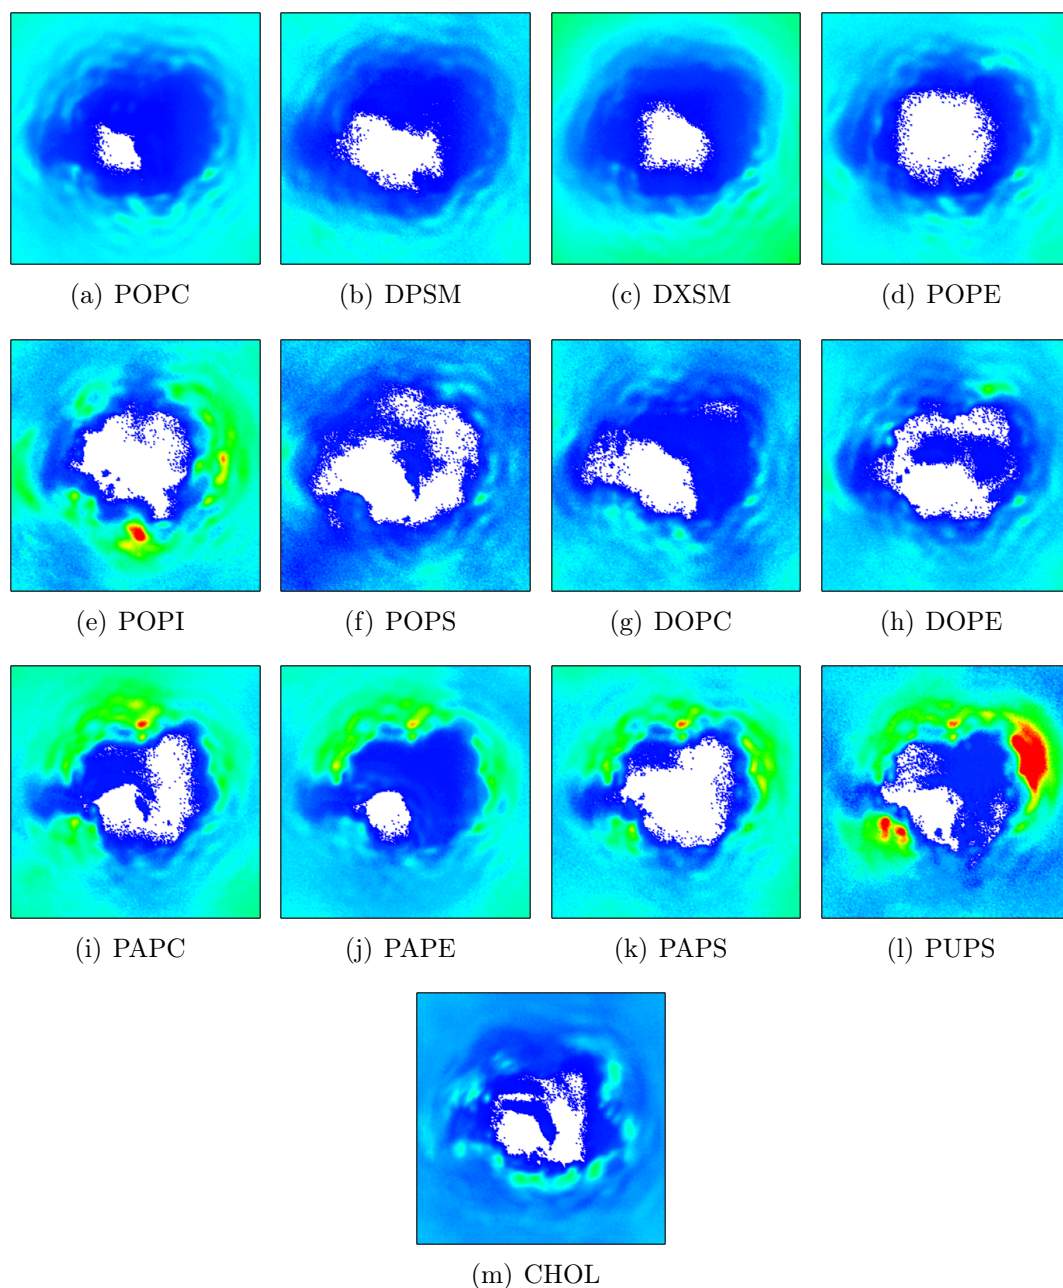 (a) POPC
(b) DPSM
(c) DXSM
(d) POPE
(e) POPI
(f) POPS
(g) DOPC
(h) DOPE
(i) PAPC
(j) PAPE
(k) PAPS
(l) PUPS
(m) CHOL